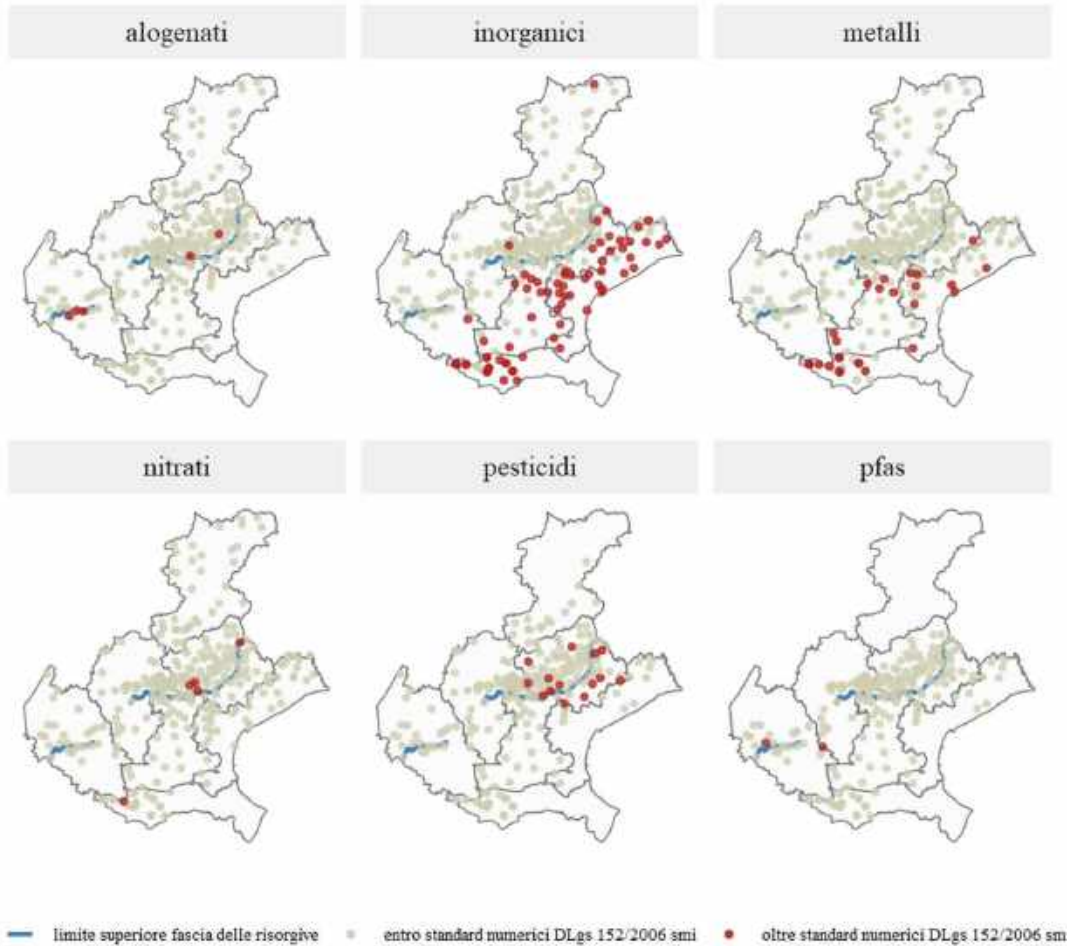 alogenati inorganici metalli
nitrati pesticidi pfas
limite superiore fascia delle risorgive entro standard numerici DLgs 152/2006 smi oltre standard numerici DLgs 152/2006 sm